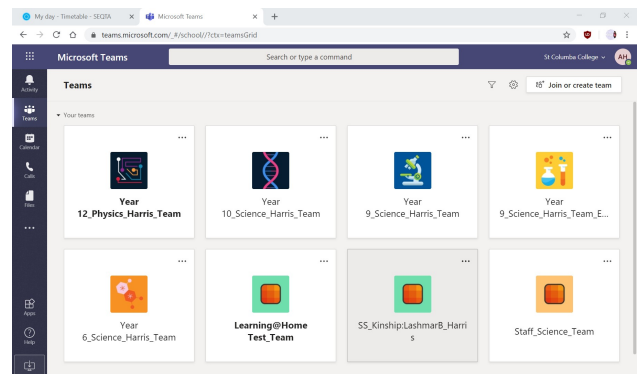 My day - Timetable - SEQTA
Microsoft Teams
teams.microsoft.com/_#/school//?ctx=teamsGrid
Microsoft Teams
Search or type a command
St Columba College
AH
Activity
Teams
Calendar
Calls
Files
Apps
Help
Teams
Join or create team
Your teams
Year
12_Physics_Harris_Team
Year
10_Science_Harris_Team
Year
9_Science_Harris_Team
Year
9_Science_Harris_Team_E...
Year
6_Science_Harris_Team
Learning@Home
Test_Team
SS_Kinship:LashmarB_Harri
s
Staff_Science_Team